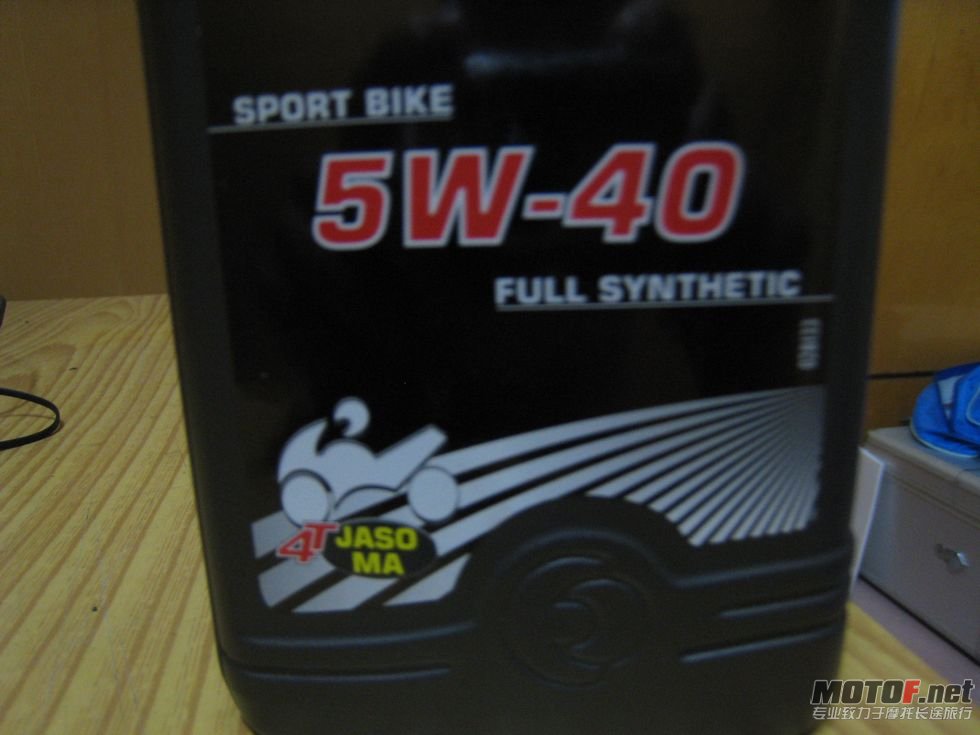 SPORT BIKE
5W-40
FULL SYNTHETIC
4T
JASO
MA
MOTOF.net
专业致力于摩托长途旅行